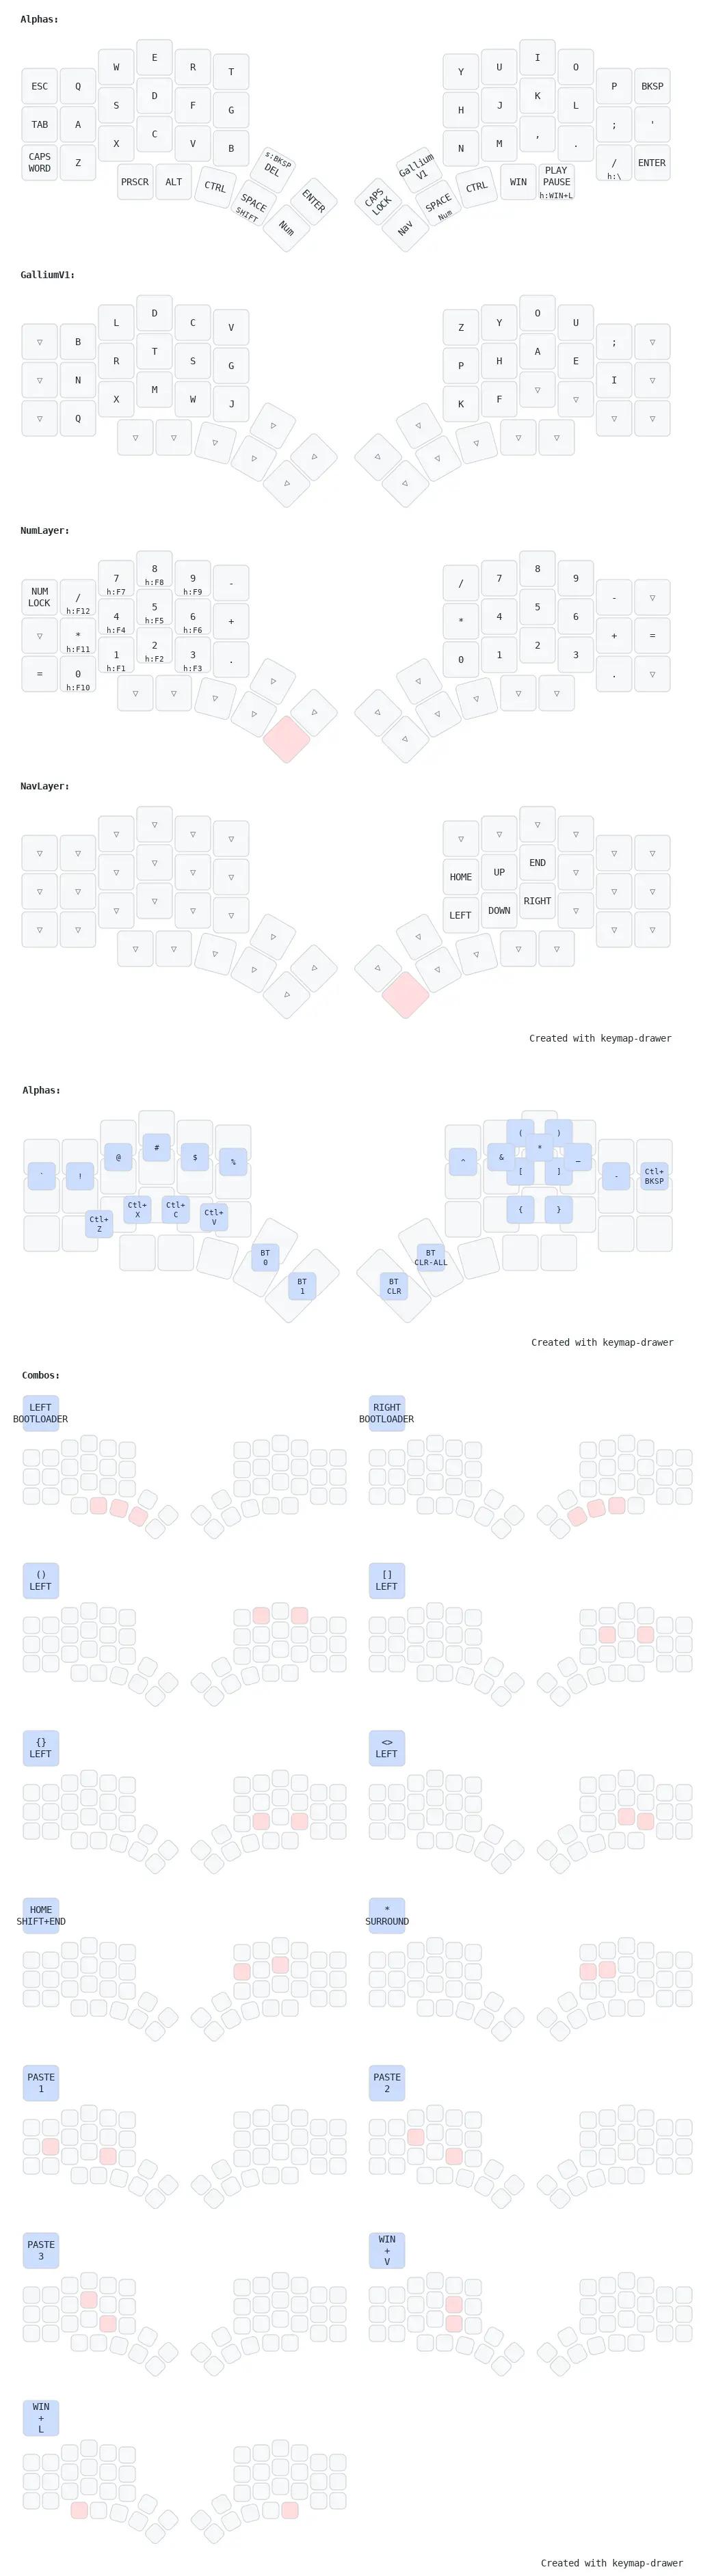 Alphas:
ESC Q W E R T Y U I O P BKSP
TAB A S D F G H J K L ; '
CAPS WORD Z X C V B N M , . / h:\ ENTER
PRSCR ALT CTRL SPACE SHIFT s:BKSP DEL Num ENTER
CAPS LOCK Nav Gallium V1 SPACE Num CTRL WIN PLAY PAUSE h:WIN+L
GalliumV1:
▽ B L D C V Z Y O U ; ▽
▽ N R T S G P H A E I ▽
▽ Q X M W J K F ▽ ▽ ▽ ▽
▽ ▽ ▽ ▽ ▽ ▽ ▽ ▽ ▽ ▽ ▽ ▽ ▽ ▽
NumLayer:
NUM LOCK / h:F12 7 h:F7 8 h:F8 9 h:F9 - / 7 8 9 - ▽
▽ * h:F11 4 h:F4 5 h:F5 6 h:F6 + * 4 5 6 + =
= 0 h:F10 1 h:F1 2 h:F2 3 h:F3 . 0 1 2 3 . ▽
▽ ▽ ▽ ▽ ▽ ▽ ▽ ▽ ▽ ▽ ▽ ▽ ▽
NavLayer:
▽ ▽ ▽ ▽ ▽ ▽ ▽ ▽ ▽ ▽ ▽ ▽
▽ ▽ ▽ ▽ ▽ ▽ HOME UP END ▽ ▽ ▽
▽ ▽ ▽ ▽ ▽ ▽ LEFT DOWN RIGHT ▽ ▽ ▽
▽ ▽ ▽ ▽ ▽ ▽ ▽ ▽ ▽ ▽ ▽ ▽ ▽
Created with keymap-drawer
Alphas:
` ! @ # $ % ^ & * ( ) _ - Ctl+ BKSP
[ ]
Ctl+ Z Ctl+ X Ctl+ C Ctl+ V { }
BT 0 BT 1 BT CLR BT CLR-ALL
Created with keymap-drawer
Combos:
LEFT BOOTLOADER
RIGHT BOOTLOADER
() LEFT
[] LEFT
{} LEFT
<> LEFT
HOME SHIFT+END
* SURROUND
PASTE 1
PASTE 2
PASTE 3
WIN + V
WIN + L
Created with keymap-drawer